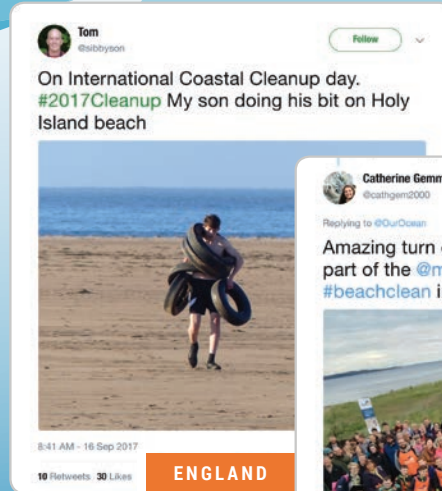 Tom
@sibbyson
Follow
On International Coastal Cleanup day.
#2017Cleanup My son doing his bit on Holy
Island beach
8:41 AM - 16 Sep 2017
10 Retweets 30 Likes
ENGLAND
Catherine Gemm
@cathgem2000
Replying to @OurOcean
Amazing turn
part of the
#beachclean